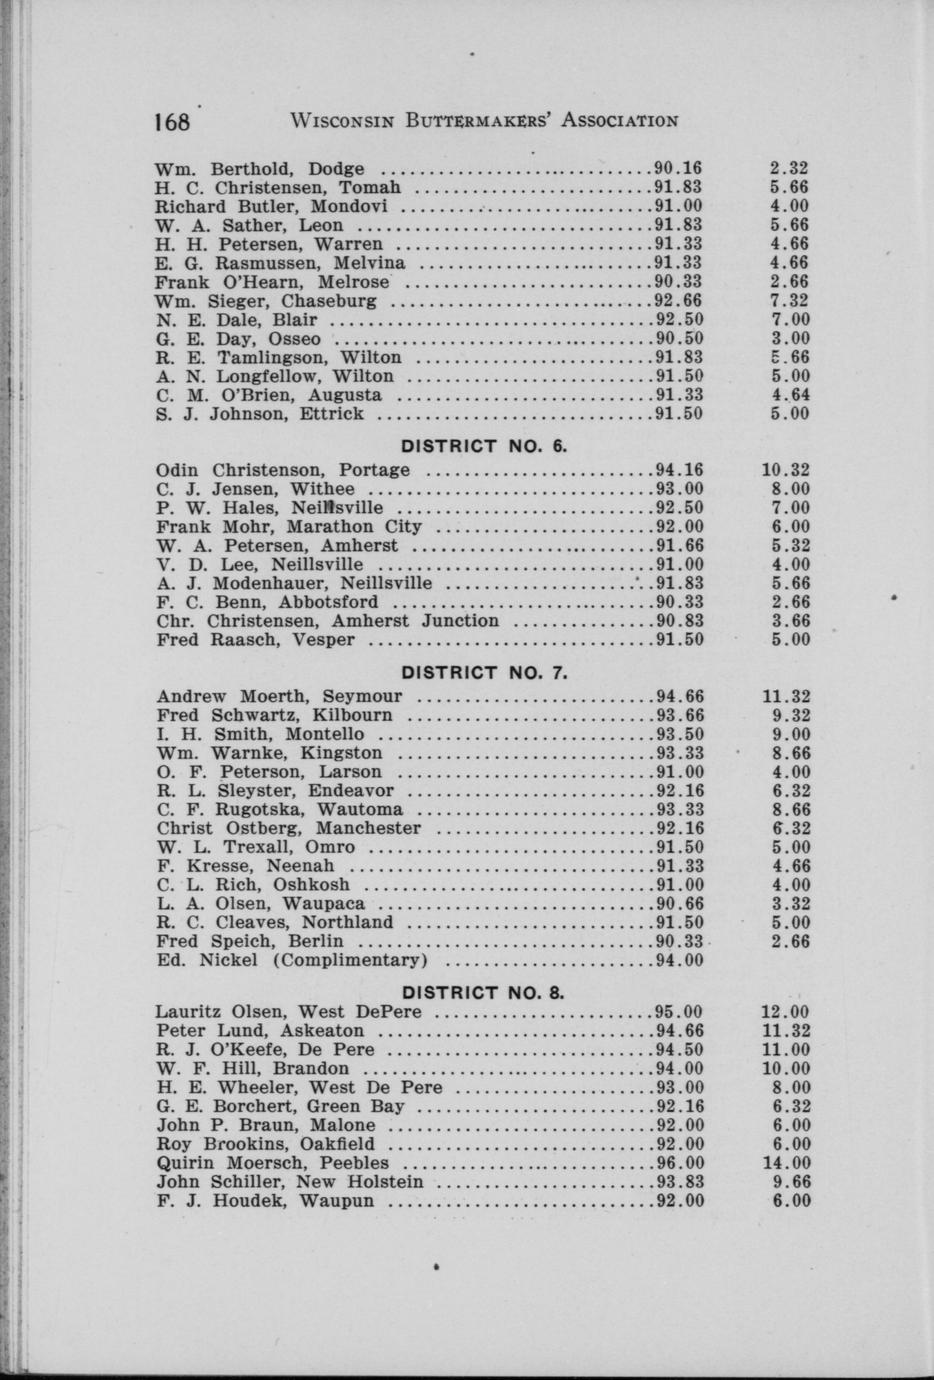 168 Wisconsin Buttermakers' Association
Wm. Berthold, Dodge ............................. 90.16 2.32
H. C. Christensen, Tomah ......................... 91.83 5.66
Richard Butler, Mondovi ........................... 91.00 4.00
W. A. Sather, Leon ............................... 91.83 5.66
H. H. Petersen, Warren ........................... 91.33 4.66
E. G. Rasmussen, Melvina ......................... 91.33 4.66
Frank O'Hearn, Melrose .......................... 90.33 2.66
Wm. Sieger, Chaseburg ............................ 92.66 7.32
N. E. Dale, Blair .................................. 92.50 7.00
G. E. Day, Osseo .................................. 90.50 3.00
R. E. Tamlingson, Wilton ......................... 91.83 5.66
A. N. Longfellow, Wilton .......................... 91.50 5.00
C. M. O'Brien, Augusta ........................... 91.33 4.64
S. J. Johnson, Ettrick ............................. 91.50 5.00
DISTRICT NO. 6.
Odin Christenson, Portage ........................ 94.16 10.32
C. J. Jensen, Withee .............................. 93.00 8.00
P. W. Hales, Neillsville ........................... 92.50 7.00
Frank Mohr, Marathon City ....................... 92.00 6.00
W. A. Petersen, Amherst .......................... 91.66 5.32
V. D. Lee, Neillsville ............................. 91.00 4.00
A. J. Modenhauer, Neillsville ...................... 91.83 5.66
F. C. Benn, Abbotsford ............................ 90.33 2.66
Chr. Christensen, Amherst Junction ............... 90.83 3.66
Fred Raasch, Vesper .............................. 91.50 5.00
DISTRICT NO. 7.
Andrew Moerth, Seymour ......................... 94.66 11.32
Fred Schwartz, Kilbourn .......................... 93.66 9.32
I. H. Smith, Montello ............................. 93.50 9.00
Wm. Warnke, Kingston ........................... 93.33 8.66
O. F. Peterson, Larson ........................... 91.00 4.00
R. L. Sleyster, Endeavor .......................... 92.16 6.32
C. F. Rugotska, Wautoma ......................... 93.33 8.66
Christ Ostberg, Manchester ....................... 92.16 6.32
W. L. Trexall, Omro .............................. 91.50 5.00
F. Kresse, Neenah ................................ 91.33 4.66
C. L. Rich, Oshkosh ............................... 91.00 4.00
L. A. Olsen, Waupaca ............................. 90.66 3.32
R. C. Cleaves, Northland .......................... 91.50 5.00
Fred Speich, Berlin ............................... 90.33 2.66
Ed. Nickel (Complimentary) ...................... 94.00
DISTRICT NO. 8.
Lauritz Olsen, West DePere ....................... 95.00 12.00
Peter Lund, Askeaton ............................. 94.66 11.32
R. J. O'Keefe, De Pere ............................ 94.50 11.00
W. F. Hill, Brandon ............................... 94.00 10.00
H. E. Wheeler, West De Pere ..................... 93.00 8.00
G. E. Borchert, Green Bay ......................... 92.16 6.32
John P. Braun, Malone ............................ 92.00 6.00
Roy Brookins, Oakfield ............................ 92.00 6.00
Quirin Moersch, Peebles .......................... 96.00 14.00
John Schiller, New Holstein ....................... 93.83 9.66
F. J. Houdek, Waupun ............................ 92.00 6.00